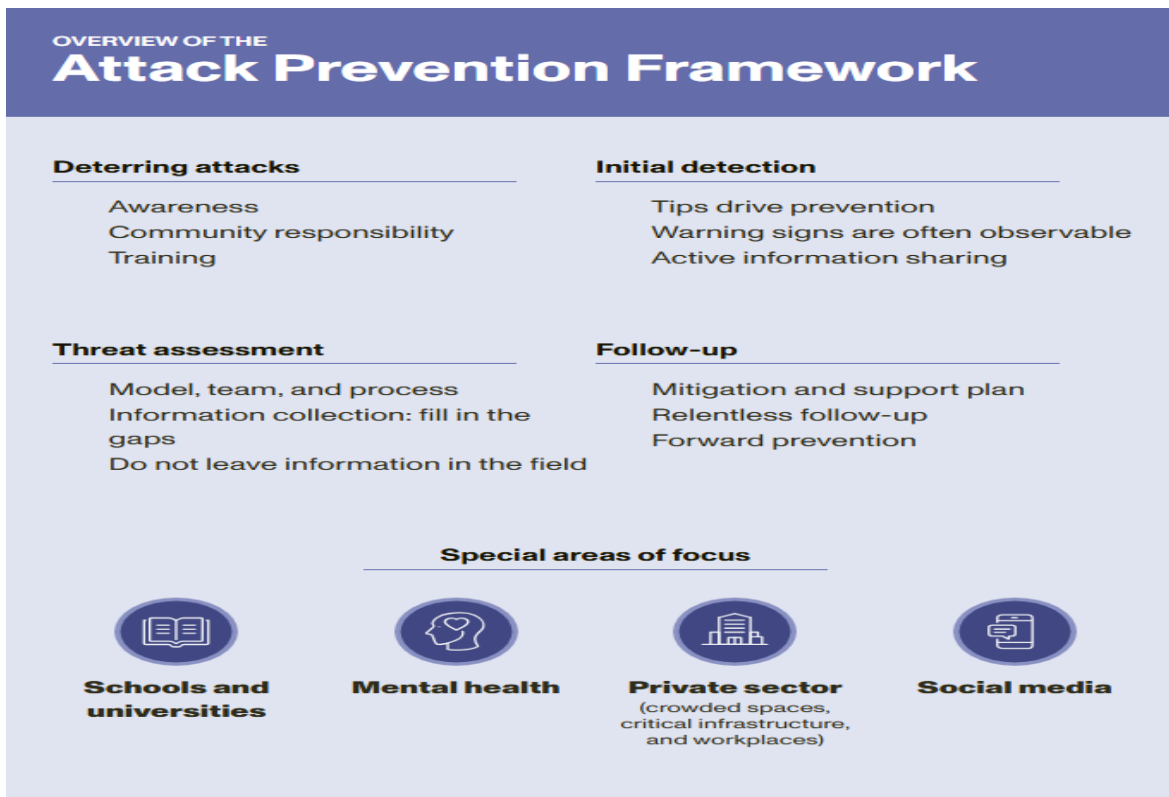 OVERVIEW OF THE
Attack Prevention Framework
Deterring attacks
Awareness
Community responsibility
Training
Initial detection
Tips drive prevention
Warning signs are often observable
Active information sharing
Threat assessment
Model, team, and process
Information collection: fill in the
gaps
Do not leave information in the field
Follow-up
Mitigation and support plan
Relentless follow-up
Forward prevention
Special areas of focus
Schools and
universities
Mental health
Private sector
(crowded spaces,
critical infrastructure,
and workplaces)
Social media